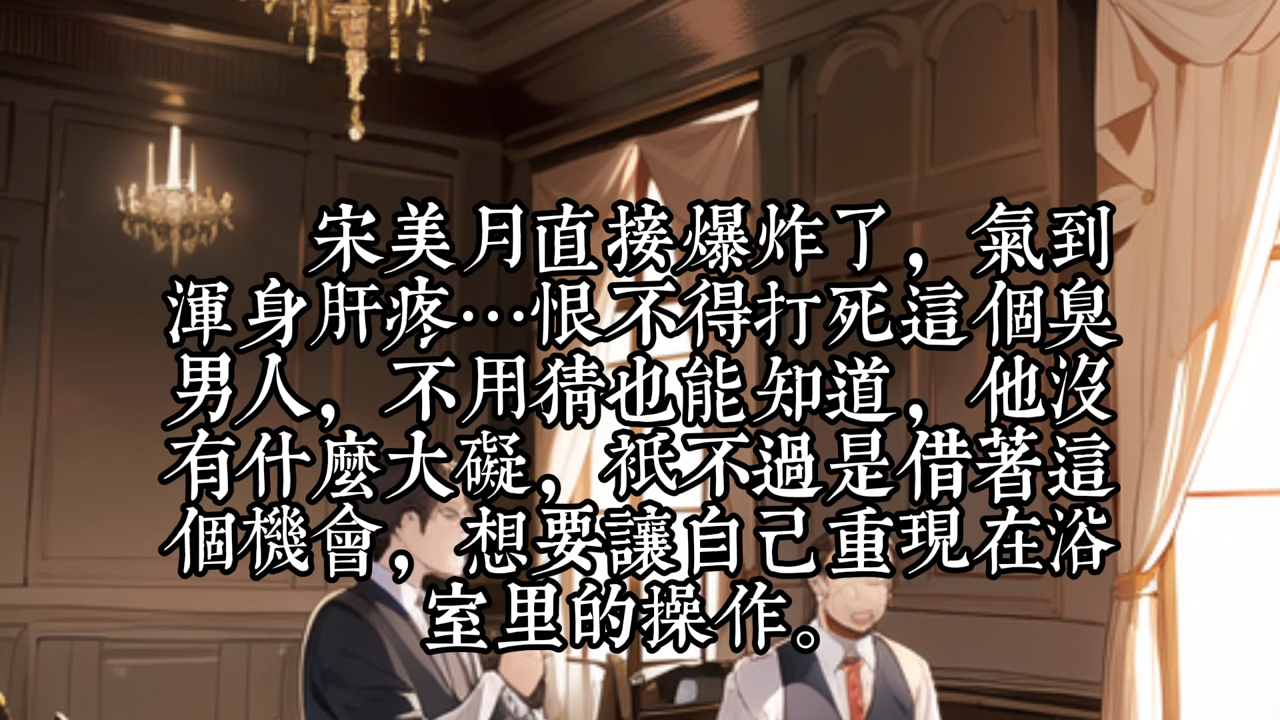 宋美月直接爆炸了，氣到
渾身肝疼…恨不得打死這個臭
男人，不用猜也能知道，他沒
有什麼大礙，衹不過是借著這
個機會，想要讓自己重現在浴
室里的操作。